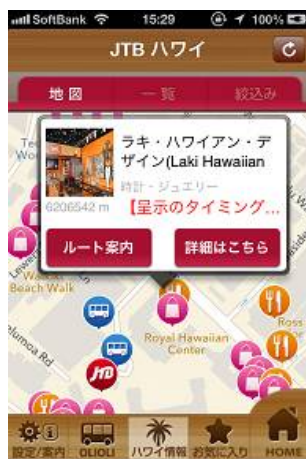 SoftBank 15:29 100%
JTB ハワイ
地図 一覧 絞込み
ラキ・ハワイアン・デ
ザイン(Laki Hawaiian
時計・ジュエリー
6206542 m 【呈示のタイミング...
ルート案内 詳細はこちら
Beach Walk
Royal Hawaiian
Center
Ross
JTB
設定/案内 OLIOLI ハワイ情報 お気に入り HOME